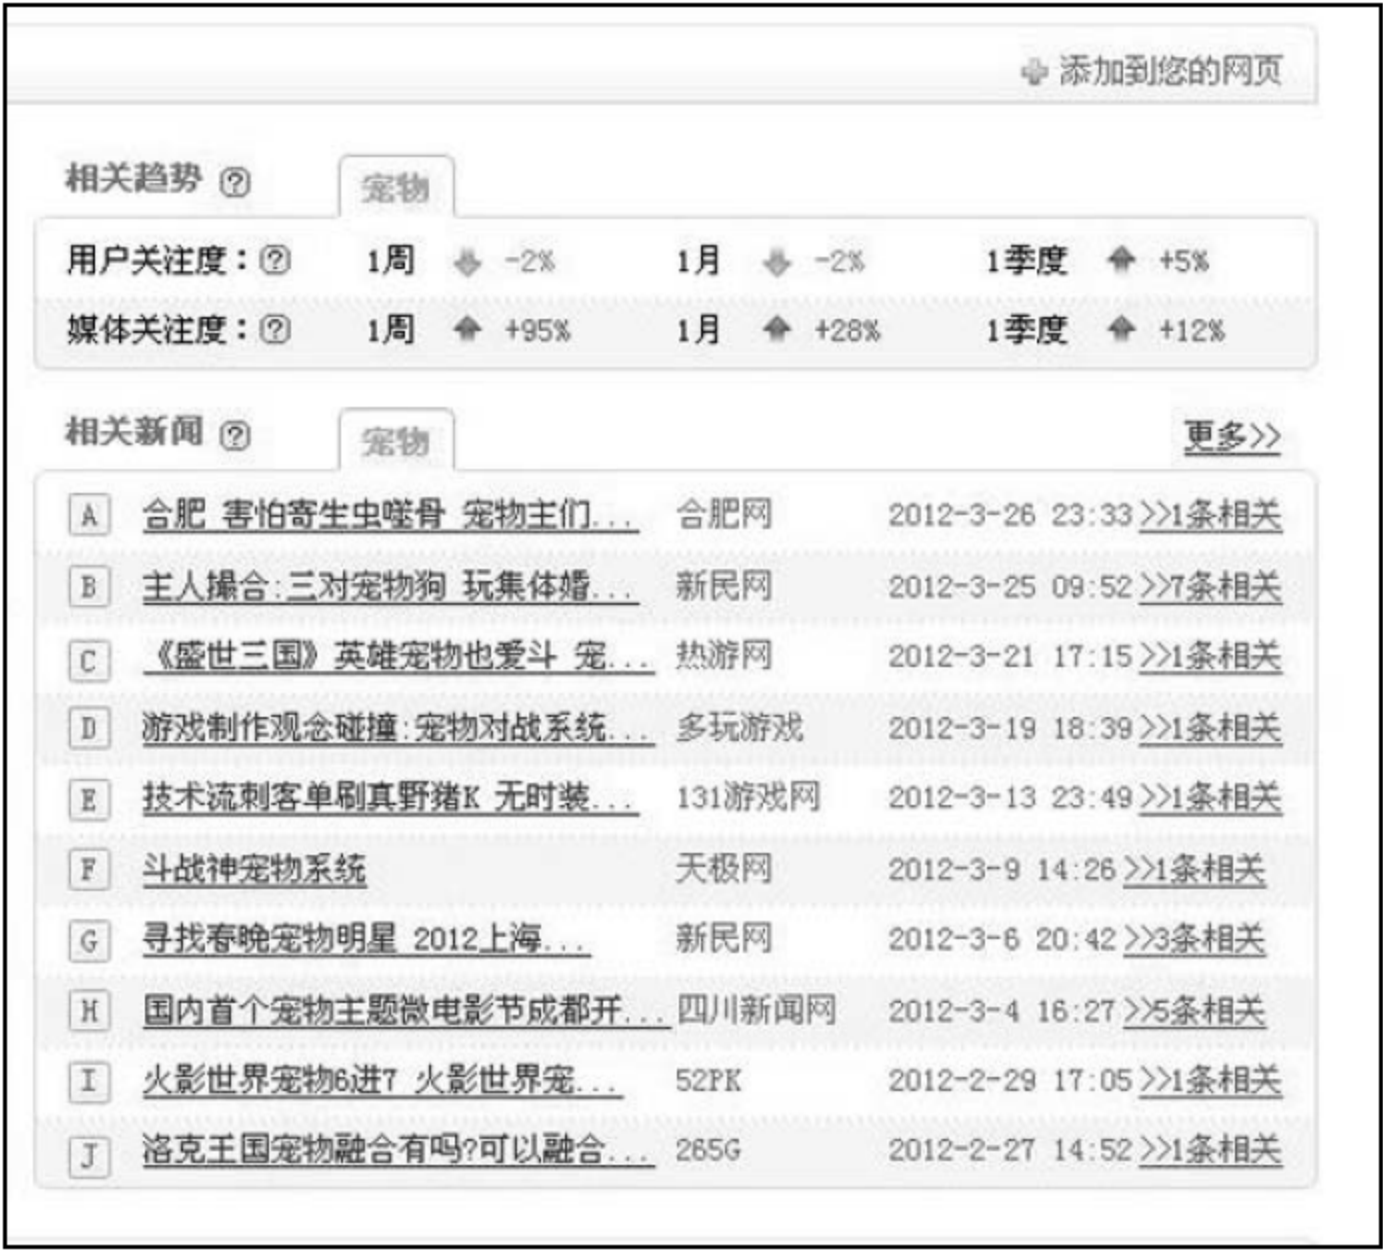 添加到您的网页
相关趋势 ? 宠物
用户关注度：? 1周 -2% 1月 -2% 1季度 +5%
媒体关注度：? 1周 +95% 1月 +28% 1季度 +12%
相关新闻 ? 宠物 更多>>
A 合肥 害怕寄生虫噬骨 宠物主们... 合肥网 2012-3-26 23:33 >>1条相关
B 主人撮合:三对宠物狗 玩集体婚... 新民网 2012-3-25 09:52 >>7条相关
C 《盛世三国》英雄宠物也爱斗 宠... 热游网 2012-3-21 17:15 >>1条相关
D 游戏制作观念碰撞:宠物对战系统... 多玩游戏 2012-3-19 18:39 >>1条相关
E 技术流刺客单刷真野猪K 无时装... 131游戏网 2012-3-13 23:49 >>1条相关
F 斗战神宠物系统 天极网 2012-3-9 14:26 >>1条相关
G 寻找春晚宠物明星 2012上海... 新民网 2012-3-6 20:42 >>3条相关
H 国内首个宠物主题微电影节成都开... 四川新闻网 2012-3-4 16:27 >>5条相关
I 火影世界宠物6进7 火影世界宠... 52PK 2012-2-29 17:05 >>1条相关
J 洛克王国宠物融合有吗?可以融合... 265G 2012-2-27 14:52 >>1条相关